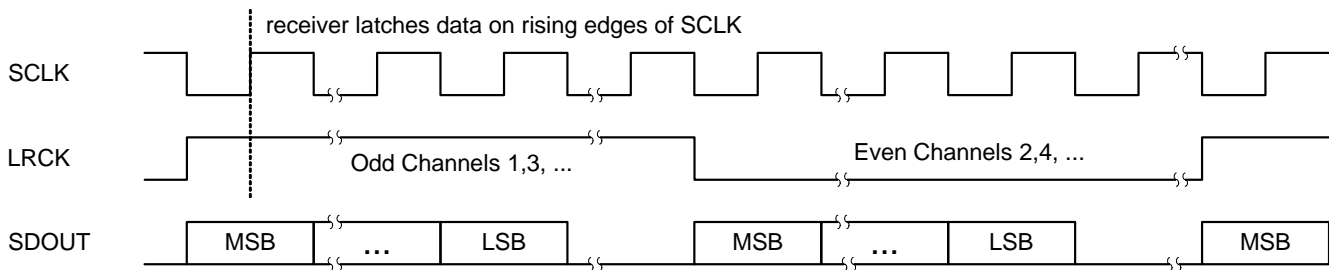 receiver latches data on rising edges of SCLK
SCLK
LRCK
Odd Channels 1,3, ...
Even Channels 2,4, ...
SDOUT
MSB
...
LSB
MSB
...
LSB
MSB